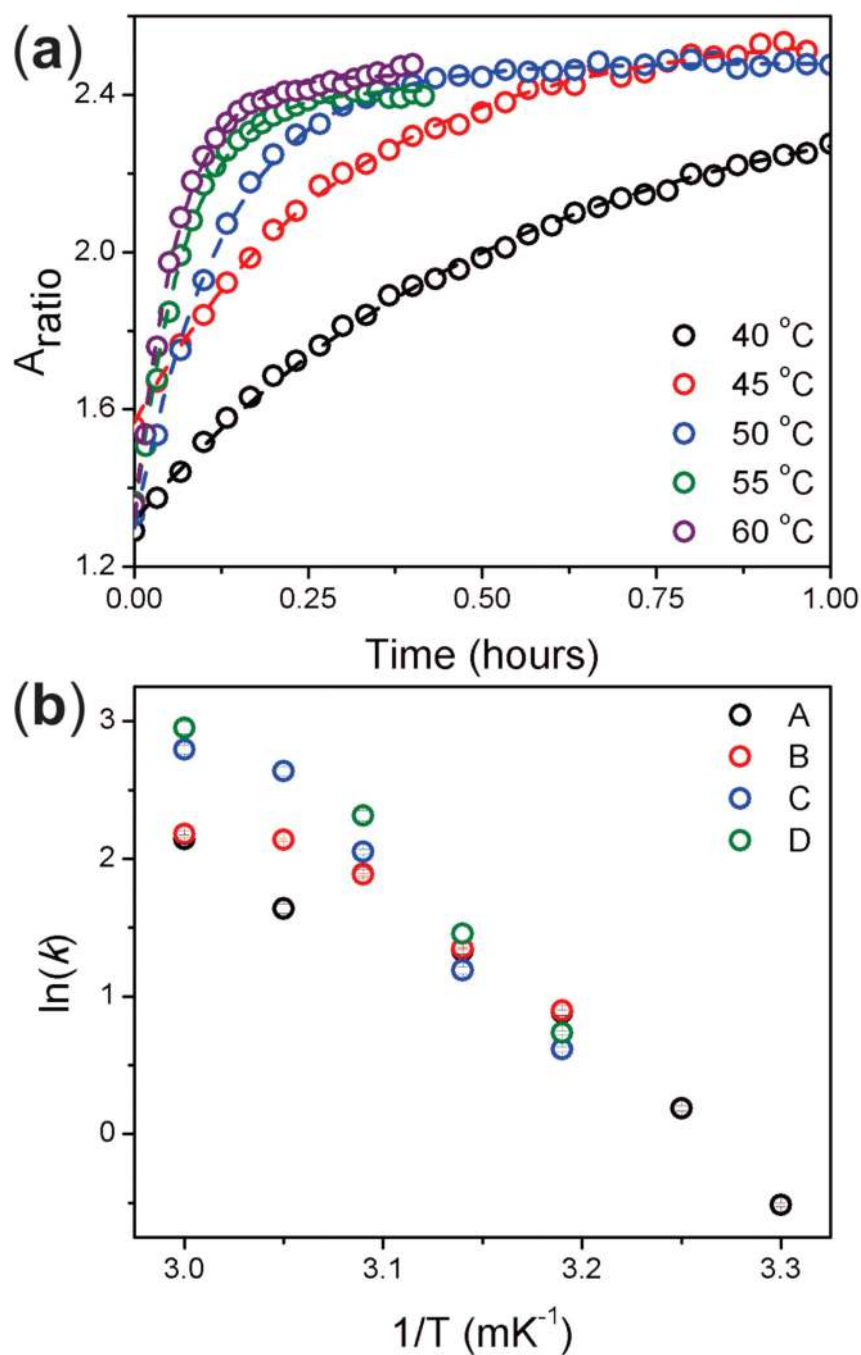 (a)
2.4
2.0
1.6
1.2
A_ratio
40 °C
45 °C
50 °C
55 °C
60 °C
0.00 0.25 0.50 0.75 1.00
Time (hours)
(b)
3
2
1
0
ln(k)
A
B
C
D
3.0 3.1 3.2 3.3
1/T (mK⁻¹)